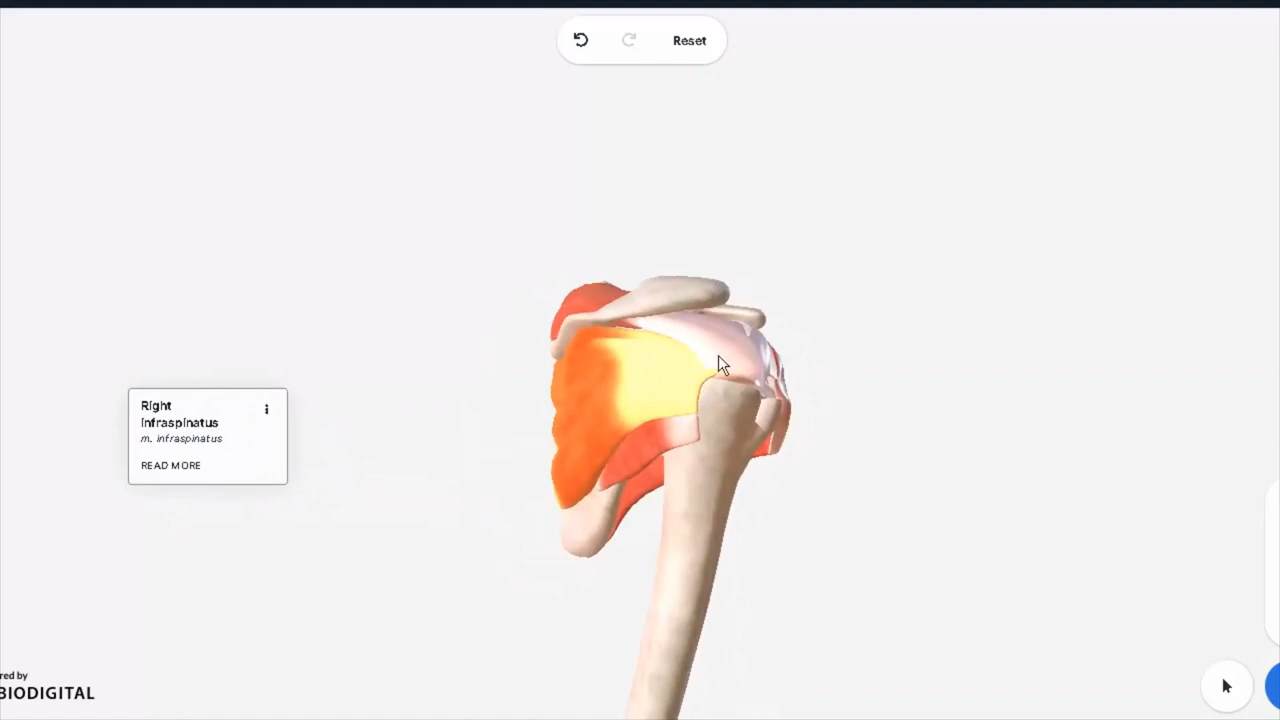 Reset
Right
infraspinatus
m. infraspinatus
READ MORE
red by
BIODIGITAL